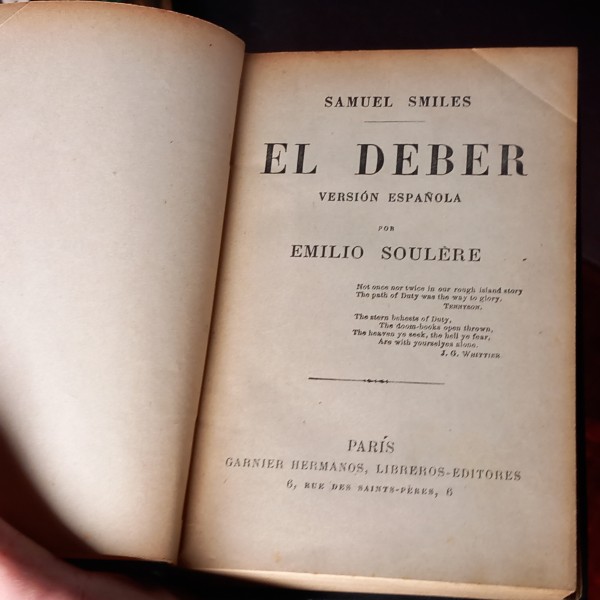 SAMUEL SMILES
EL DEBER
VERSIÓN ESPAÑOLA
POR
EMILIO SOULÈRE
Not once nor twice in our rough island story
The path of Duty was the way to glory.
TENNYSON.
The stern behests of Duty,
The doom-books open thrown,
The heaven ye seek, the hell ye fear,
Are with yourselves alone.
J. G. WHITTIER
PARÍS
GARNIER HERMANOS, LIBREROS-EDITORES
6, RUE DES SAINTS-PÈRES, 6